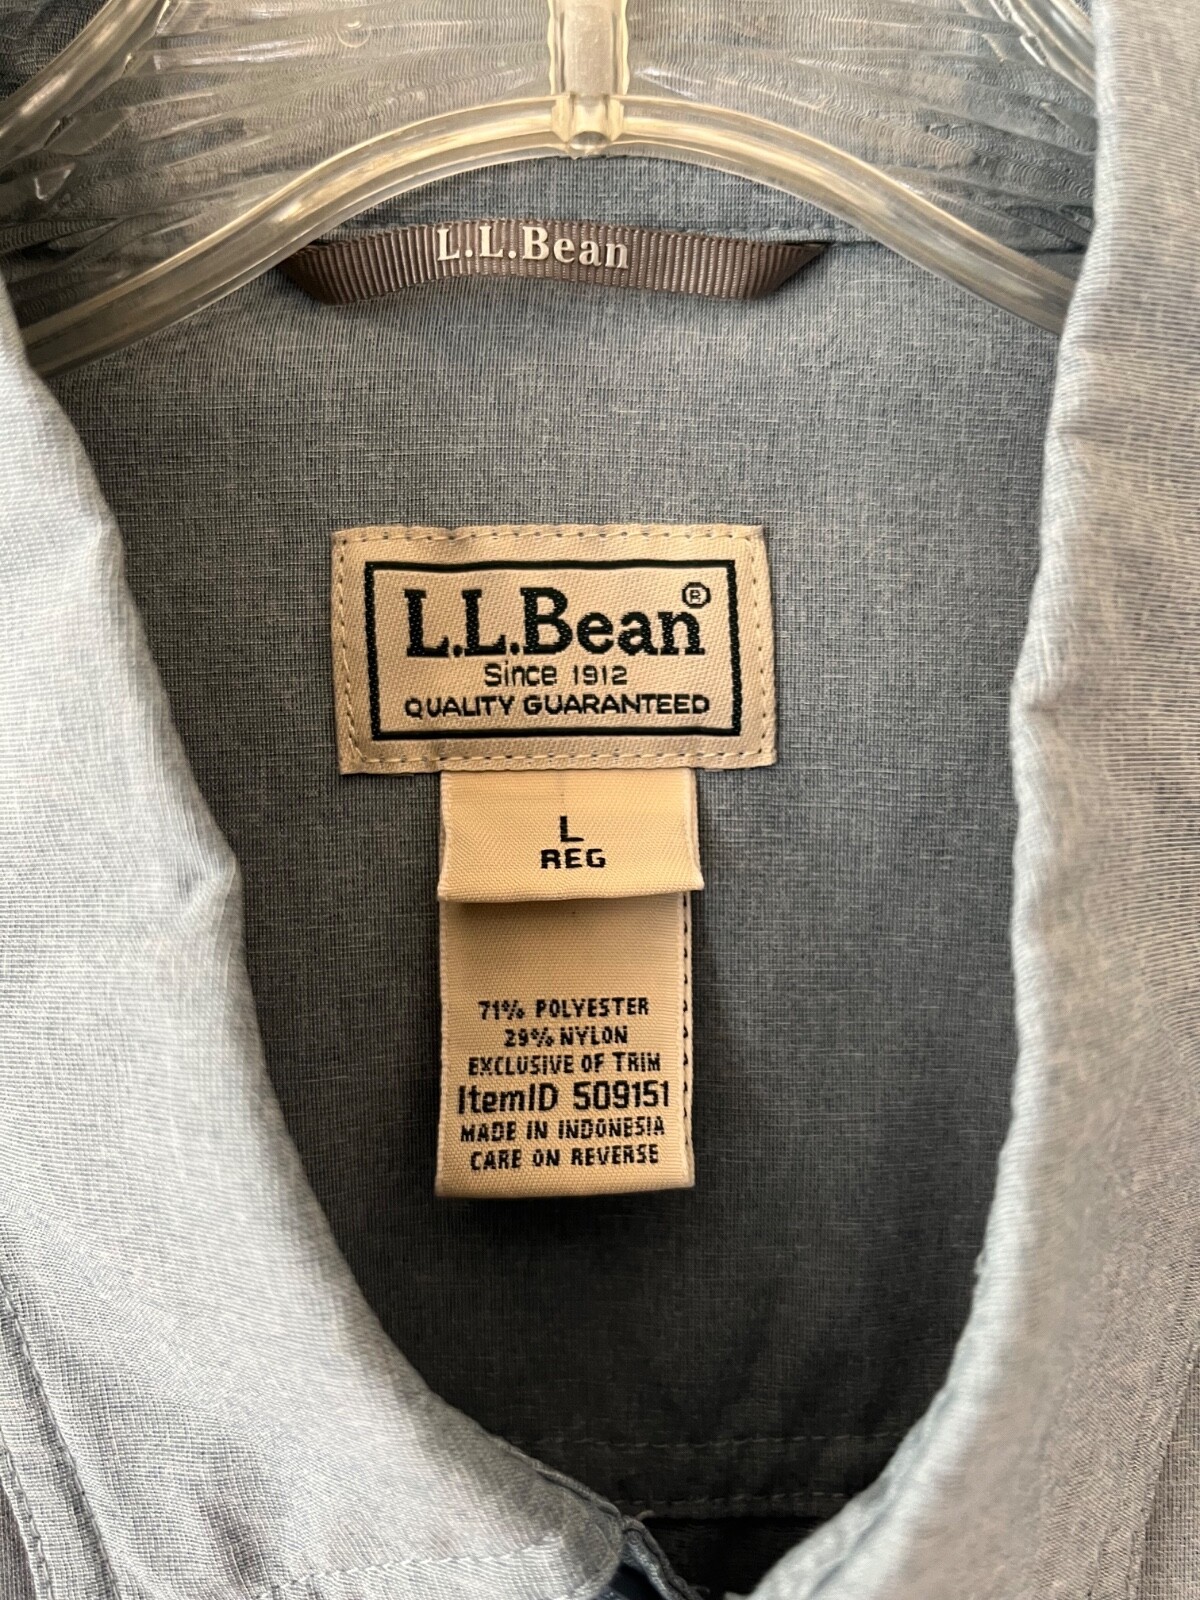 L.L.Bean
L.L.Bean®
Since 1912
QUALITY GUARANTEED
L
REG
71% POLYESTER
29% NYLON
EXCLUSIVE OF TRIM
ItemID 509151
MADE IN INDONESIA
CARE ON REVERSE